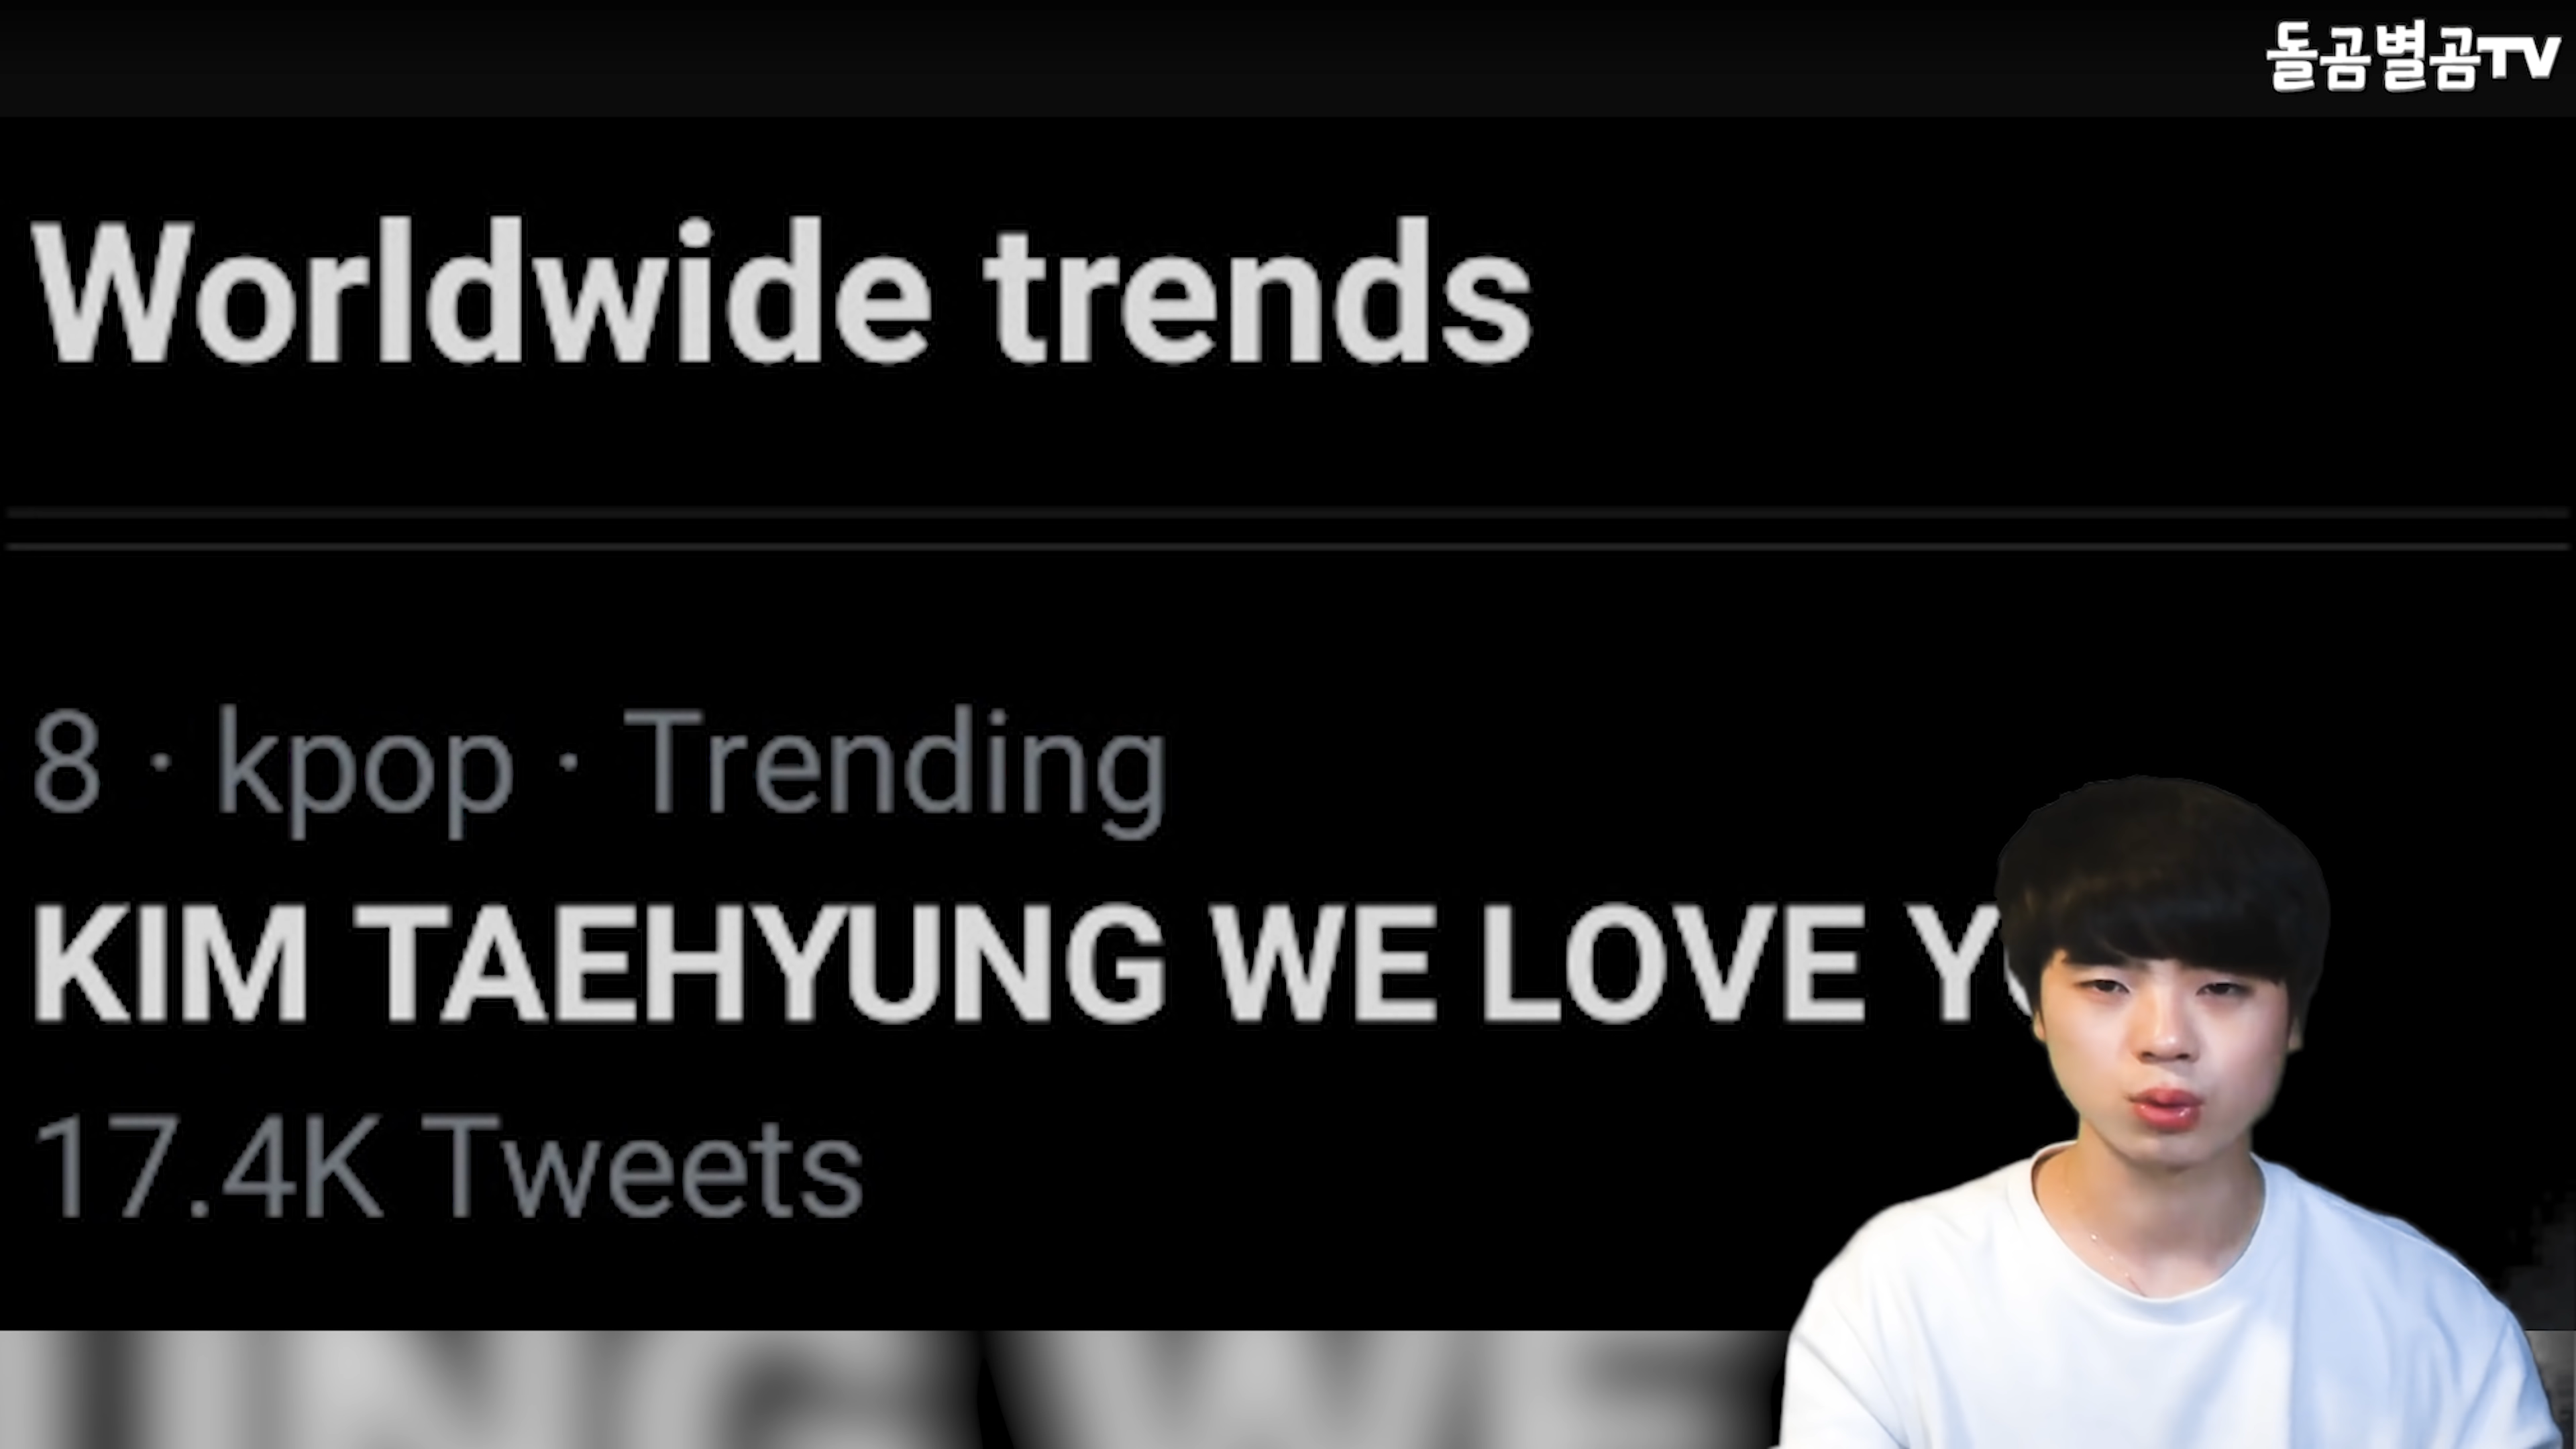 돌곰별곰TV
Worldwide trends
8 · kpop · Trending
KIM TAEHYUNG WE LOVE
17.4K Tweets